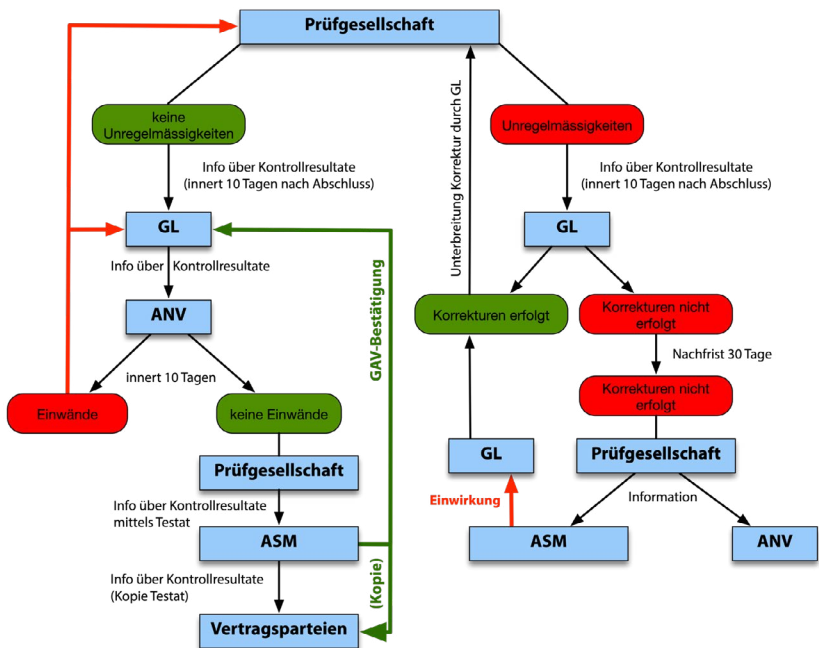 Prüfgesellschaft
keine
Unregelmässigkeiten
Info über Kontrollresultate
(innert 10 Tagen nach Abschluss)
GL
Info über Kontrollresultate
ANV
innert 10 Tagen
Einwände
keine Einwände
Prüfgesellschaft
Info über Kontrollresultate
mittels Testat
ASM
Info über Kontrollresultate
(Kopie Testat)
Vertragsparteien
GAV-Bestätigung
(Kopie)
Unterbreitung Korrektur durch GL
Unregelmässigkeiten
Info über Kontrollresultate
(innert 10 Tagen nach Abschluss)
GL
Korrekturen erfolgt
Korrekturen nicht
erfolgt
Nachfrist 30 Tage
Korrekturen nicht
erfolgt
GL
Prüfgesellschaft
Einwirkung
Information
ASM
ANV